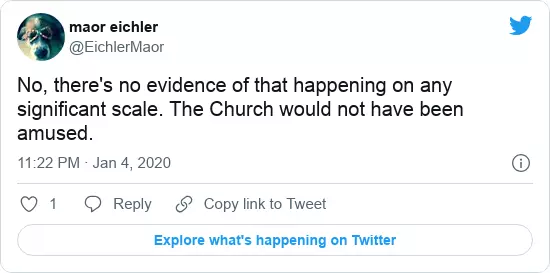 maor eichler
@EichlerMaor
No, there's no evidence of that happening on any
significant scale. The Church would not have been
amused.
11:22 PM · Jan 4, 2020
1 Reply Copy link to Tweet
Explore what's happening on Twitter